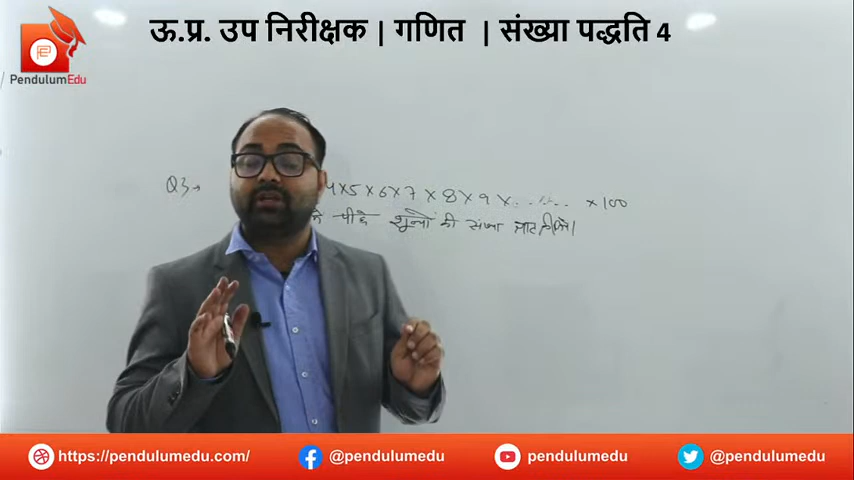 ऊ.प्र. उप निरीक्षक | गणित | संख्या पद्धति 4
PendulumEdu
Q3→ 4×5×6×7×8×9×....... ×100
के पीछे शून्यों की संख्या ज्ञात कीजिये।
https://pendulumedu.com/ @pendulumedu pendulumedu @pendulumedu